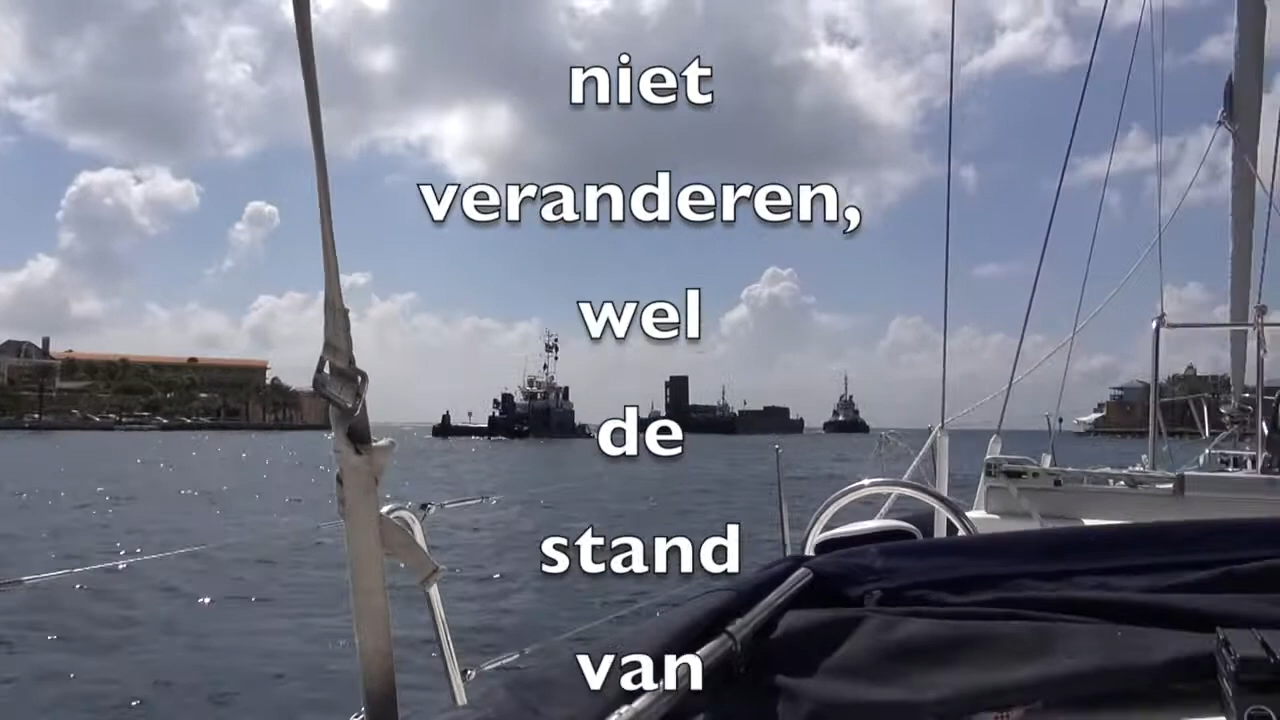 niet
veranderen,
wel
de
stand
van